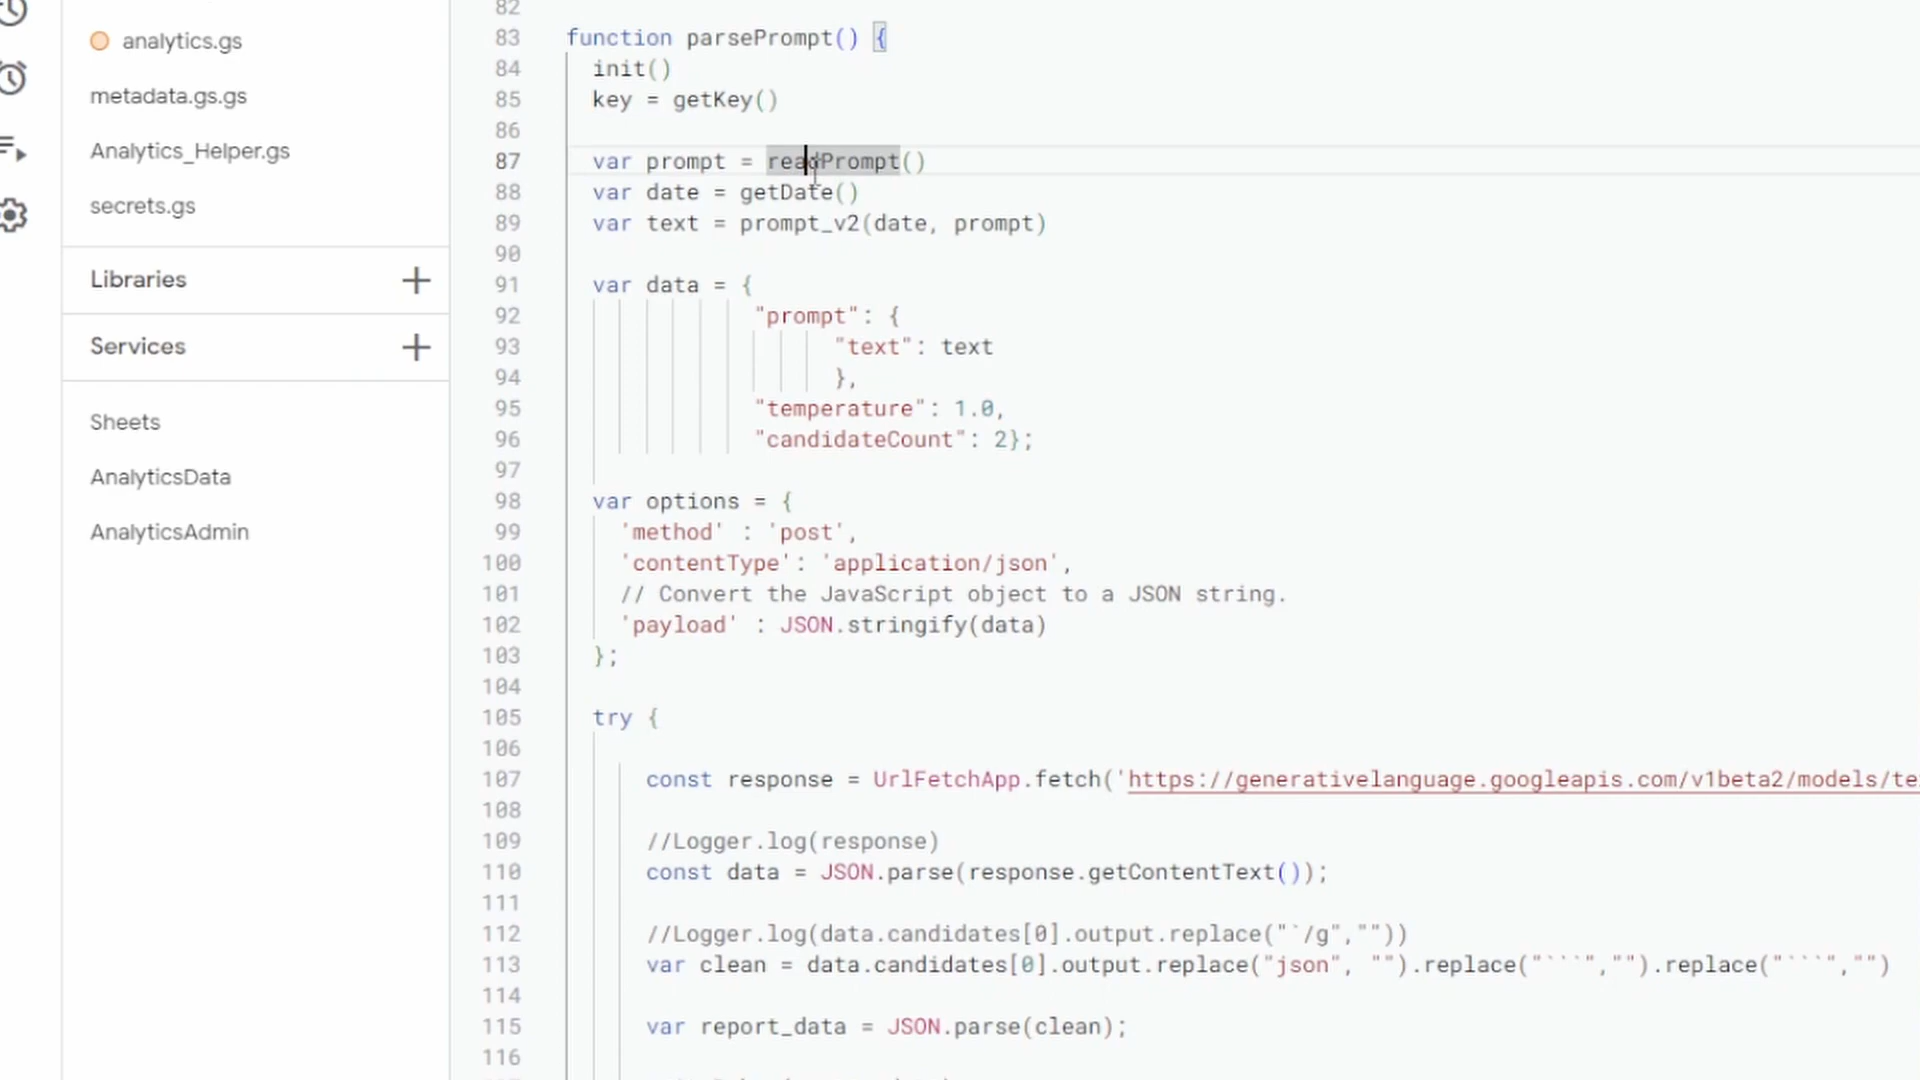 analytics.gs
metadata.gs.gs
Analytics_Helper.gs
secrets.gs
Libraries
Services
Sheets
AnalyticsData
AnalyticsAdmin
82
83 function parsePrompt() {
84 init()
85 key = getKey()
86
87 var prompt = readPrompt()
88 var date = getDate()
89 var text = prompt_v2(date, prompt)
90
91 var data = {
92 "prompt": {
93 "text": text
94 },
95 "temperature": 1.0,
96 "candidateCount": 2};
97
98 var options = {
99 'method' : 'post',
100 'contentType': 'application/json',
101 // Convert the JavaScript object to a JSON string.
102 'payload' : JSON.stringify(data)
103 };
104
105 try {
106
107 const response = UrlFetchApp.fetch('https://generativelanguage.googleapis.com/v1beta2/models/te
108
109 //Logger.log(response)
110 const data = JSON.parse(response.getContentText());
111
112 //Logger.log(data.candidates[0].output.replace("`/g",""))
113 var clean = data.candidates[0].output.replace("json", "").replace("```","").replace("```","")
114
115 var report_data = JSON.parse(clean);
116